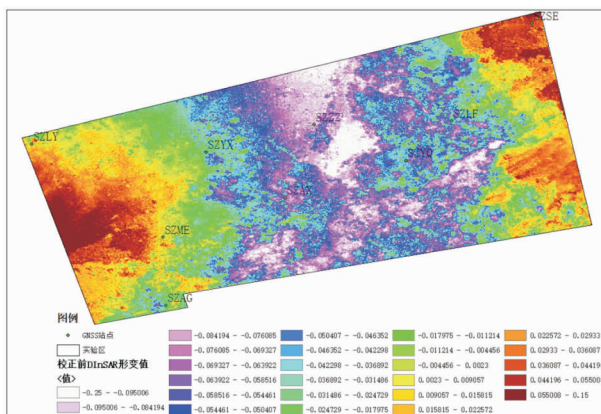 SZSE
SZLY
SZZZ
SZLF
SZYX
SZME
SZAG
图例
GNSS站点
实验区
校正前DInSAR形变值
<值>
-0.25 - -0.095006
-0.095006 - -0.084194
-0.084194 - -0.076085
-0.076085 - -0.069327
-0.069327 - -0.063922
-0.063922 - -0.058516
-0.058516 - -0.054461
-0.054461 - -0.050407
-0.050407 - -0.046352
-0.046352 - -0.042298
-0.042298 - -0.036892
-0.036892 - -0.031486
-0.031486 - -0.024729
-0.024729 - -0.017975
-0.017975 - -0.011214
-0.011214 - -0.004456
-0.004456 - 0.0023
0.0023 - 0.009057
0.009057 - 0.015815
0.015815 - 0.022572
0.022572 - 0.02933
0.02933 - 0.036087
0.036087 - 0.04419
0.044196 - 0.05500
0.055008 - 0.15